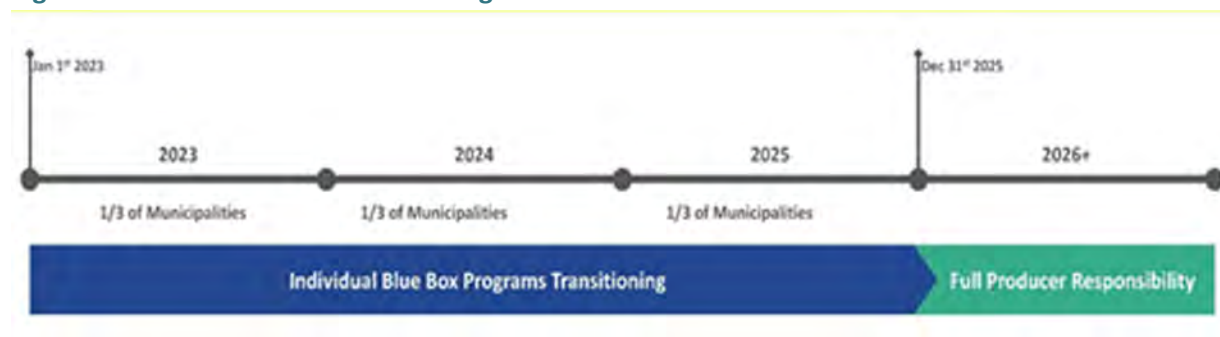 Jan 1st 2023
Dec 31st 2025
2023 2024 2025 2026+
1/3 of Municipalities 1/3 of Municipalities 1/3 of Municipalities
Individual Blue Box Programs Transitioning Full Producer Responsibility